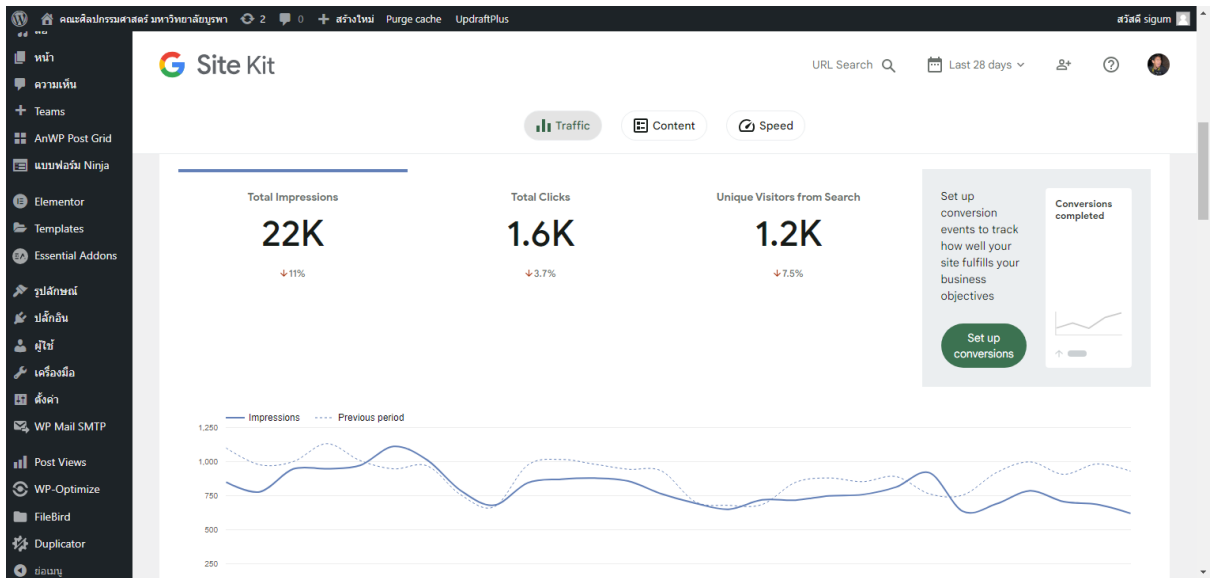 คณะศิลปกรรมศาสตร์ มหาวิทยาลัยบูรพา 2 0 สร้างใหม่ Purge cache UpdraftPlus สวัสดี sigum
หน้า
ความเห็น
Teams
AnWP Post Grid
แบบฟอร์ม Ninja
Elementor
Templates
Essential Addons
รูปลักษณ์
ปลั๊กอิน
ผู้ใช้
เครื่องมือ
ตั้งค่า
WP Mail SMTP
Post Views
WP-Optimize
FileBird
Duplicator
ย่อเมนู
G Site Kit
URL Search
Last 28 days
Traffic
Content
Speed
Total Impressions
22K
↓11%
Total Clicks
1.6K
↓3.7%
Unique Visitors from Search
1.2K
↓7.5%
Set up
conversion
events to track
how well your
site fulfills your
business
objectives
Set up
conversions
Conversions
completed
Impressions
Previous period
1,250
1,000
750
500
250